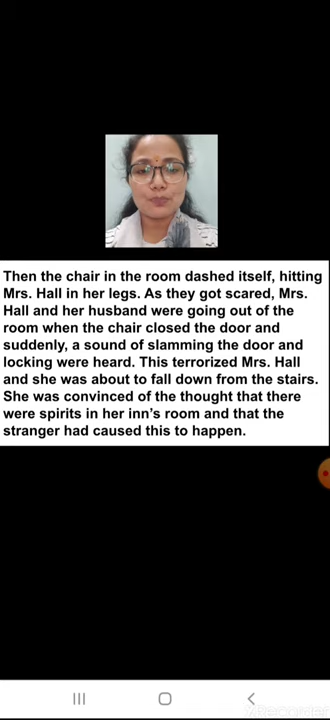 Then the chair in the room dashed itself, hitting
Mrs. Hall in her legs. As they got scared, Mrs.
Hall and her husband were going out of the
room when the chair closed the door and
suddenly, a sound of slamming the door and
locking were heard. This terrorized Mrs. Hall
and she was about to fall down from the stairs.
She was convinced of the thought that there
were spirits in her inn’s room and that the
stranger had caused this to happen.